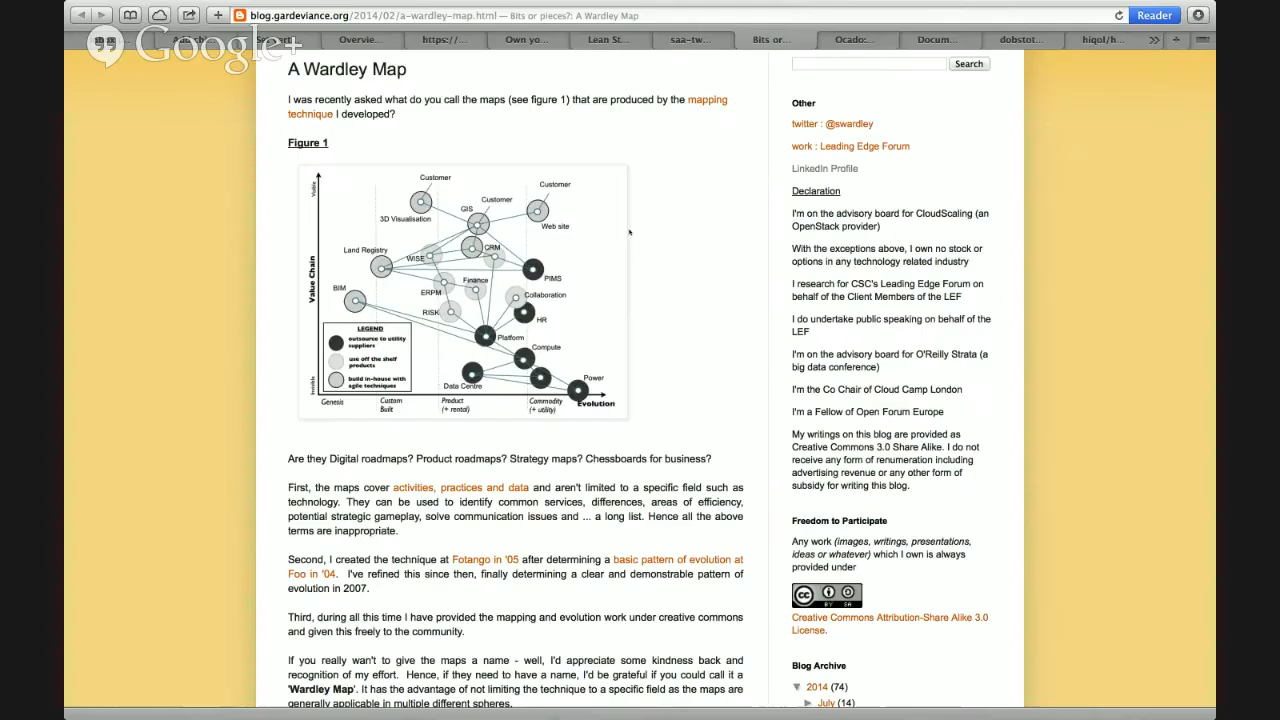 blog.gardeviance.org/2014/02/a-wardley-map.html — Bits or pieces?: A Wardley Map
Reader
Google+
Overvie...
https://...
Own yo...
Lean St...
saa-tw...
Bits or...
Ocado:...
Docum...
dobstot...
hiqol/h...
A Wardley Map
I was recently asked what do you call the maps (see figure 1) that are produced by the mapping
technique I developed?
Figure 1
Visible
Value Chain
Invisible
Customer
Customer
Customer
GIS
3D Visualisation
Web site
Land Registry
WISE
CRM
PIMS
BIM
ERPM
Finance
Collaboration
RISK
HR
Platform
Compute
Data Centre
Power
LEGEND
outsource to utility
suppliers
use off the shelf
products
build in-house with
agile techniques
Genesis
Custom
Built
Product
(+ rental)
Commodity
(+ utility)
Evolution
Are they Digital roadmaps? Product roadmaps? Strategy maps? Chessboards for business?
First, the maps cover activities, practices and data and aren't limited to a specific field such as
technology. They can be used to identify common services, differences, areas of efficiency,
potential strategic gameplay, solve communication issues and ... a long list. Hence all the above
terms are inappropriate.
Second, I created the technique at Fotango in '05 after determining a basic pattern of evolution at
Foo in '04. I've refined this since then, finally determining a clear and demonstrable pattern of
evolution in 2007.
Third, during all this time I have provided the mapping and evolution work under creative commons
and given this freely to the community.
If you really wan't to give the maps a name - well, I'd appreciate some kindness back and
recognition of my effort. Hence, if they need to have a name, I'd be grateful if you could call it a
'Wardley Map'. It has the advantage of not limiting the technique to a specific field as the maps are
generally applicable in multiple different spheres.
Search
Other
twitter : @swardley
work : Leading Edge Forum
LinkedIn Profile
Declaration
I'm on the advisory board for CloudScaling (an
OpenStack provider)
With the exceptions above, I own no stock or
options in any technology related industry
I research for CSC's Leading Edge Forum on
behalf of the Client Members of the LEF
I do undertake public speaking on behalf of the
LEF
I'm on the advisory board for O'Reilly Strata (a
big data conference)
I'm the Co Chair of Cloud Camp London
I'm a Fellow of Open Forum Europe
My writings on this blog are provided as
Creative Commons 3.0 Share Alike. I do not
receive any form of renumeration including
advertising revenue or any other form of
subsidy for writing this blog.
Freedom to Participate
Any work (images, writings, presentations,
ideas or whatever) which I own is always
provided under
cc
BY SA
Creative Commons Attribution-Share Alike 3.0
License.
Blog Archive
▼ 2014 (74)
► July (14)